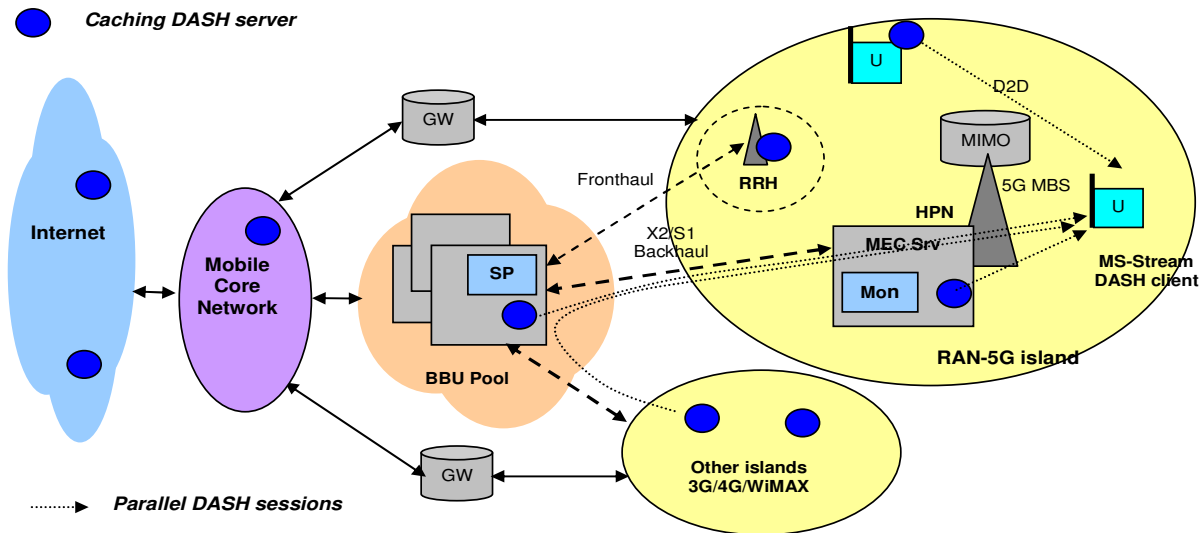 Caching DASH server
U
D2D
GW
MIMO
RRH
Fronthaul
5G MBS
HPN
U
Internet
X2/S1
Backhaul
MEC Srv
Mobile
Core
Network
SP
MS-Stream
DASH client
Mon
RAN-5G island
BBU Pool
GW
Other islands
3G/4G/WiMAX
Parallel DASH sessions